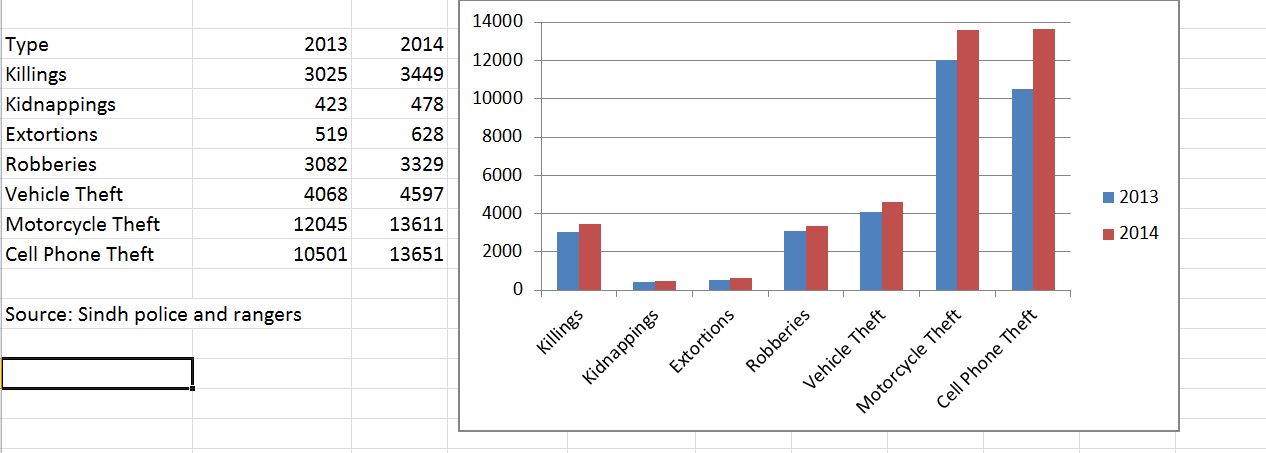 Type 2013 2014
Killings 3025 3449
Kidnappings 423 478
Extortions 519 628
Robberies 3082 3329
Vehicle Theft 4068 4597
Motorcycle Theft 12045 13611
Cell Phone Theft 10501 13651
Source: Sindh police and rangers
14000
12000
10000
8000
6000
4000
2000
0
Killings
Kidnappings
Extortions
Robberies
Vehicle Theft
Motorcycle Theft
Cell Phone Theft
2013
2014